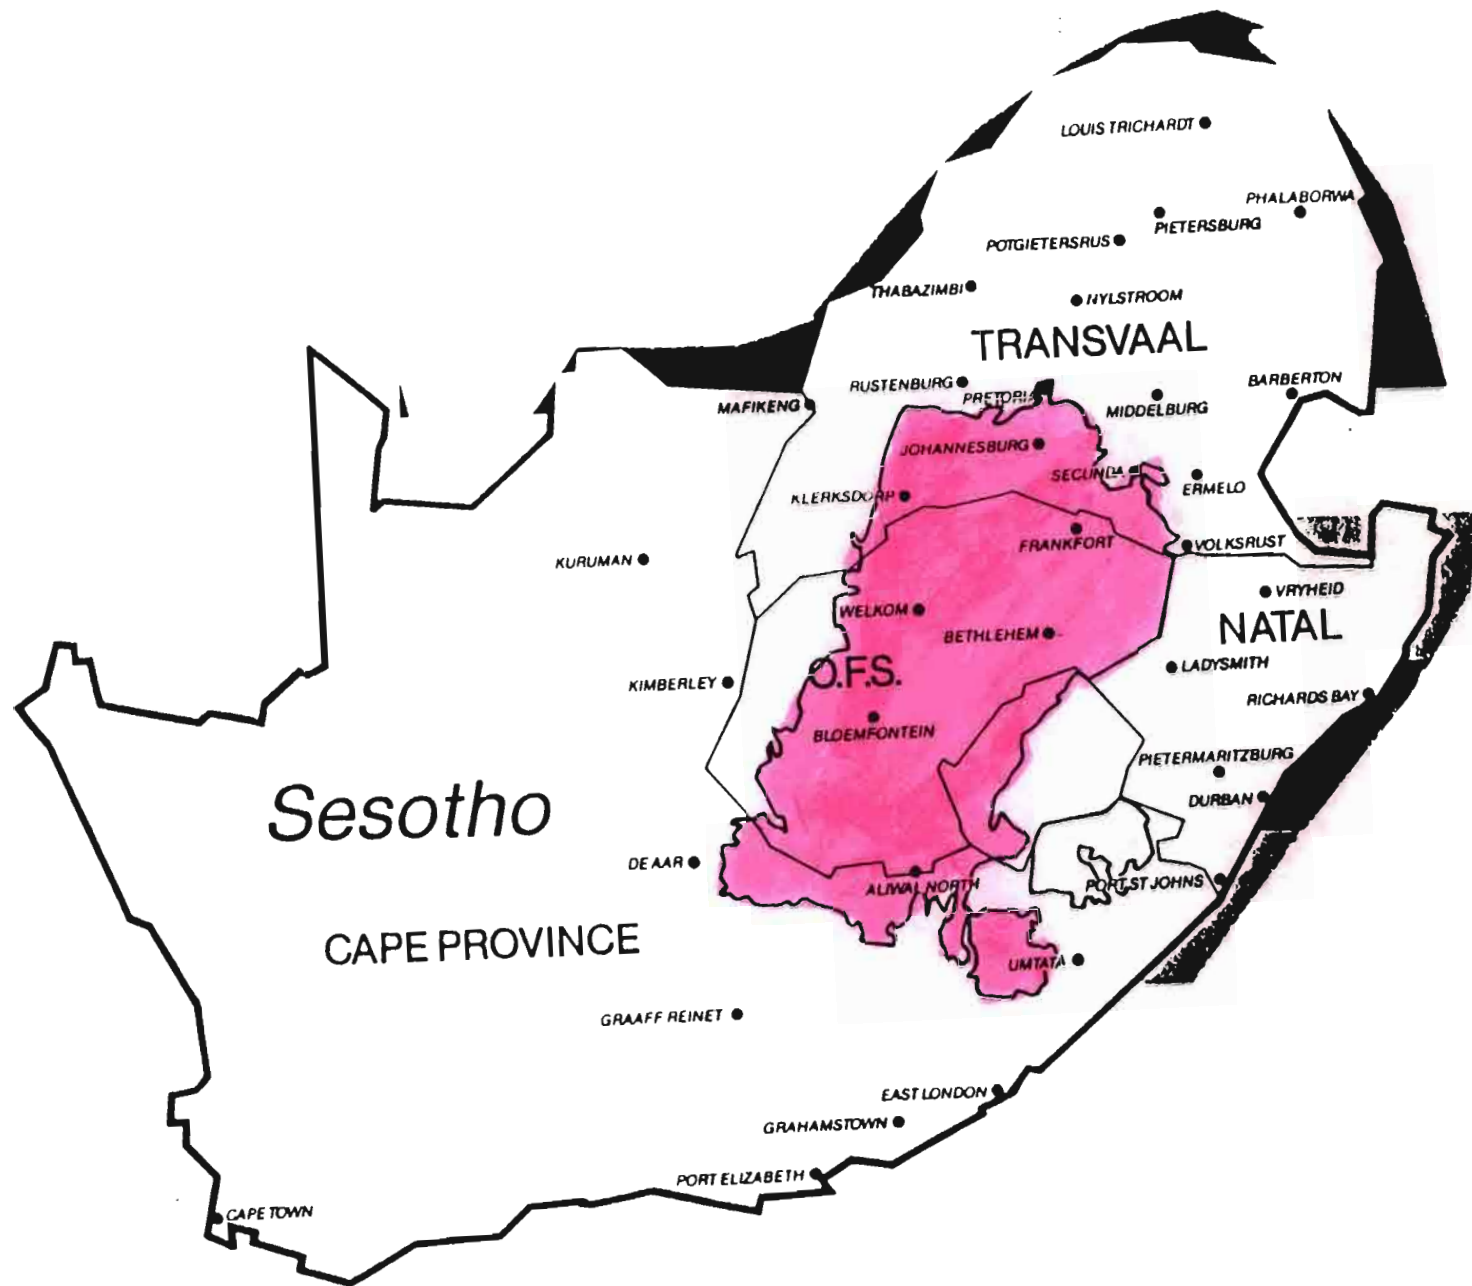 LOUIS TRICHARDT
PHALABORWA
PIETERSBURG
POTGIETERSRUS
THABAZIMBI
NYLSTROOM
TRANSVAAL
RUSTENBURG
PRETORIA
BARBERTON
MAFIKENG
MIDDELBURG
JOHANNESBURG
SECUNDA
ERMELO
KLERKSDORP
FRANKFORT
VOLKSRUST
KURUMAN
VRYHEID
WELKOM
NATAL
BETHLEHEM
LADYSMITH
O.F.S.
KIMBERLEY
RICHARDS BAY
BLOEMFONTEIN
PIETERMARITZBURG
DURBAN
Sesotho
DE AAR
ALIWAL NORTH
PORT ST JOHNS
CAPE PROVINCE
UMTATA
GRAAFF REINET
EAST LONDON
GRAHAMSTOWN
PORT ELIZABETH
CAPE TOWN